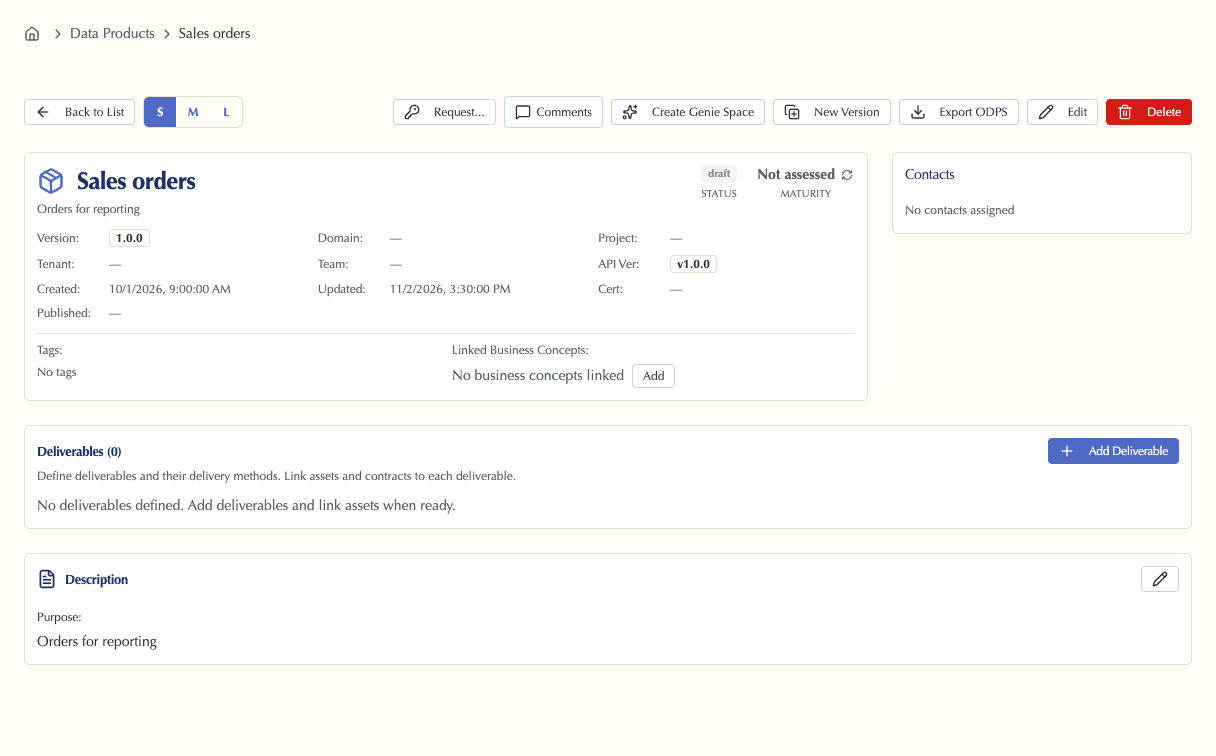 Data Products > Sales orders
Back to List S M L Request... Comments Create Genie Space New Version Export ODPS Edit Delete
Sales orders
draft
STATUS
Not assessed
MATURITY
Orders for reporting
Version: 1.0.0 Domain: — Project: —
Tenant: — Team: — API Ver: v1.0.0
Created: 10/1/2026, 9:00:00 AM Updated: 11/2/2026, 3:30:00 PM Cert: —
Published: —
Tags:
No tags
Linked Business Concepts:
No business concepts linked Add
Contacts
No contacts assigned
Deliverables (0) Add Deliverable
Define deliverables and their delivery methods. Link assets and contracts to each deliverable.
No deliverables defined. Add deliverables and link assets when ready.
Description
Purpose:
Orders for reporting